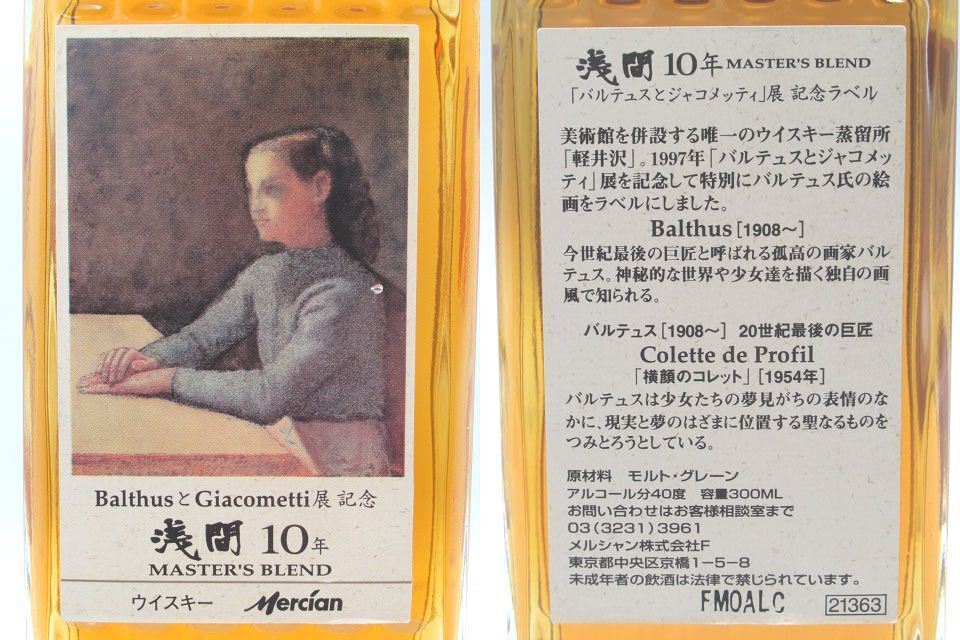 BalthusとGiacometti展記念
浅間 10年
MASTER'S BLEND
ウイスキー Mercian
浅間 10年 MASTER'S BLEND
「バルテュスとジャコメッティ」展 記念ラベル
美術館を併設する唯一のウイスキー蒸留所
「軽井沢」。1997年「バルテュスとジャコメッ
ティ」展を記念して特別にバルテュス氏の絵
画をラベルにしました。
Balthus [1908〜]
今世紀最後の巨匠と呼ばれる孤高の画家バル
テュス。神秘的な世界や少女達を描く独自の画
風で知られる。
バルテュス [1908〜] 20世紀最後の巨匠
Colette de Profil
「横顔のコレット」 [1954年]
バルテュスは少女たちの夢見がちの表情のな
かに、現実と夢のはざまに位置する聖なるものを
つみとろうとしている。
原材料 モルト・グレーン
アルコール分40度 容量300ML
お問い合わせはお客様相談室まで
03(3231)3961
メルシャン株式会社F
東京都中央区京橋1-5-8
未成年者の飲酒は法律で禁じられています。
FMOALC 21363